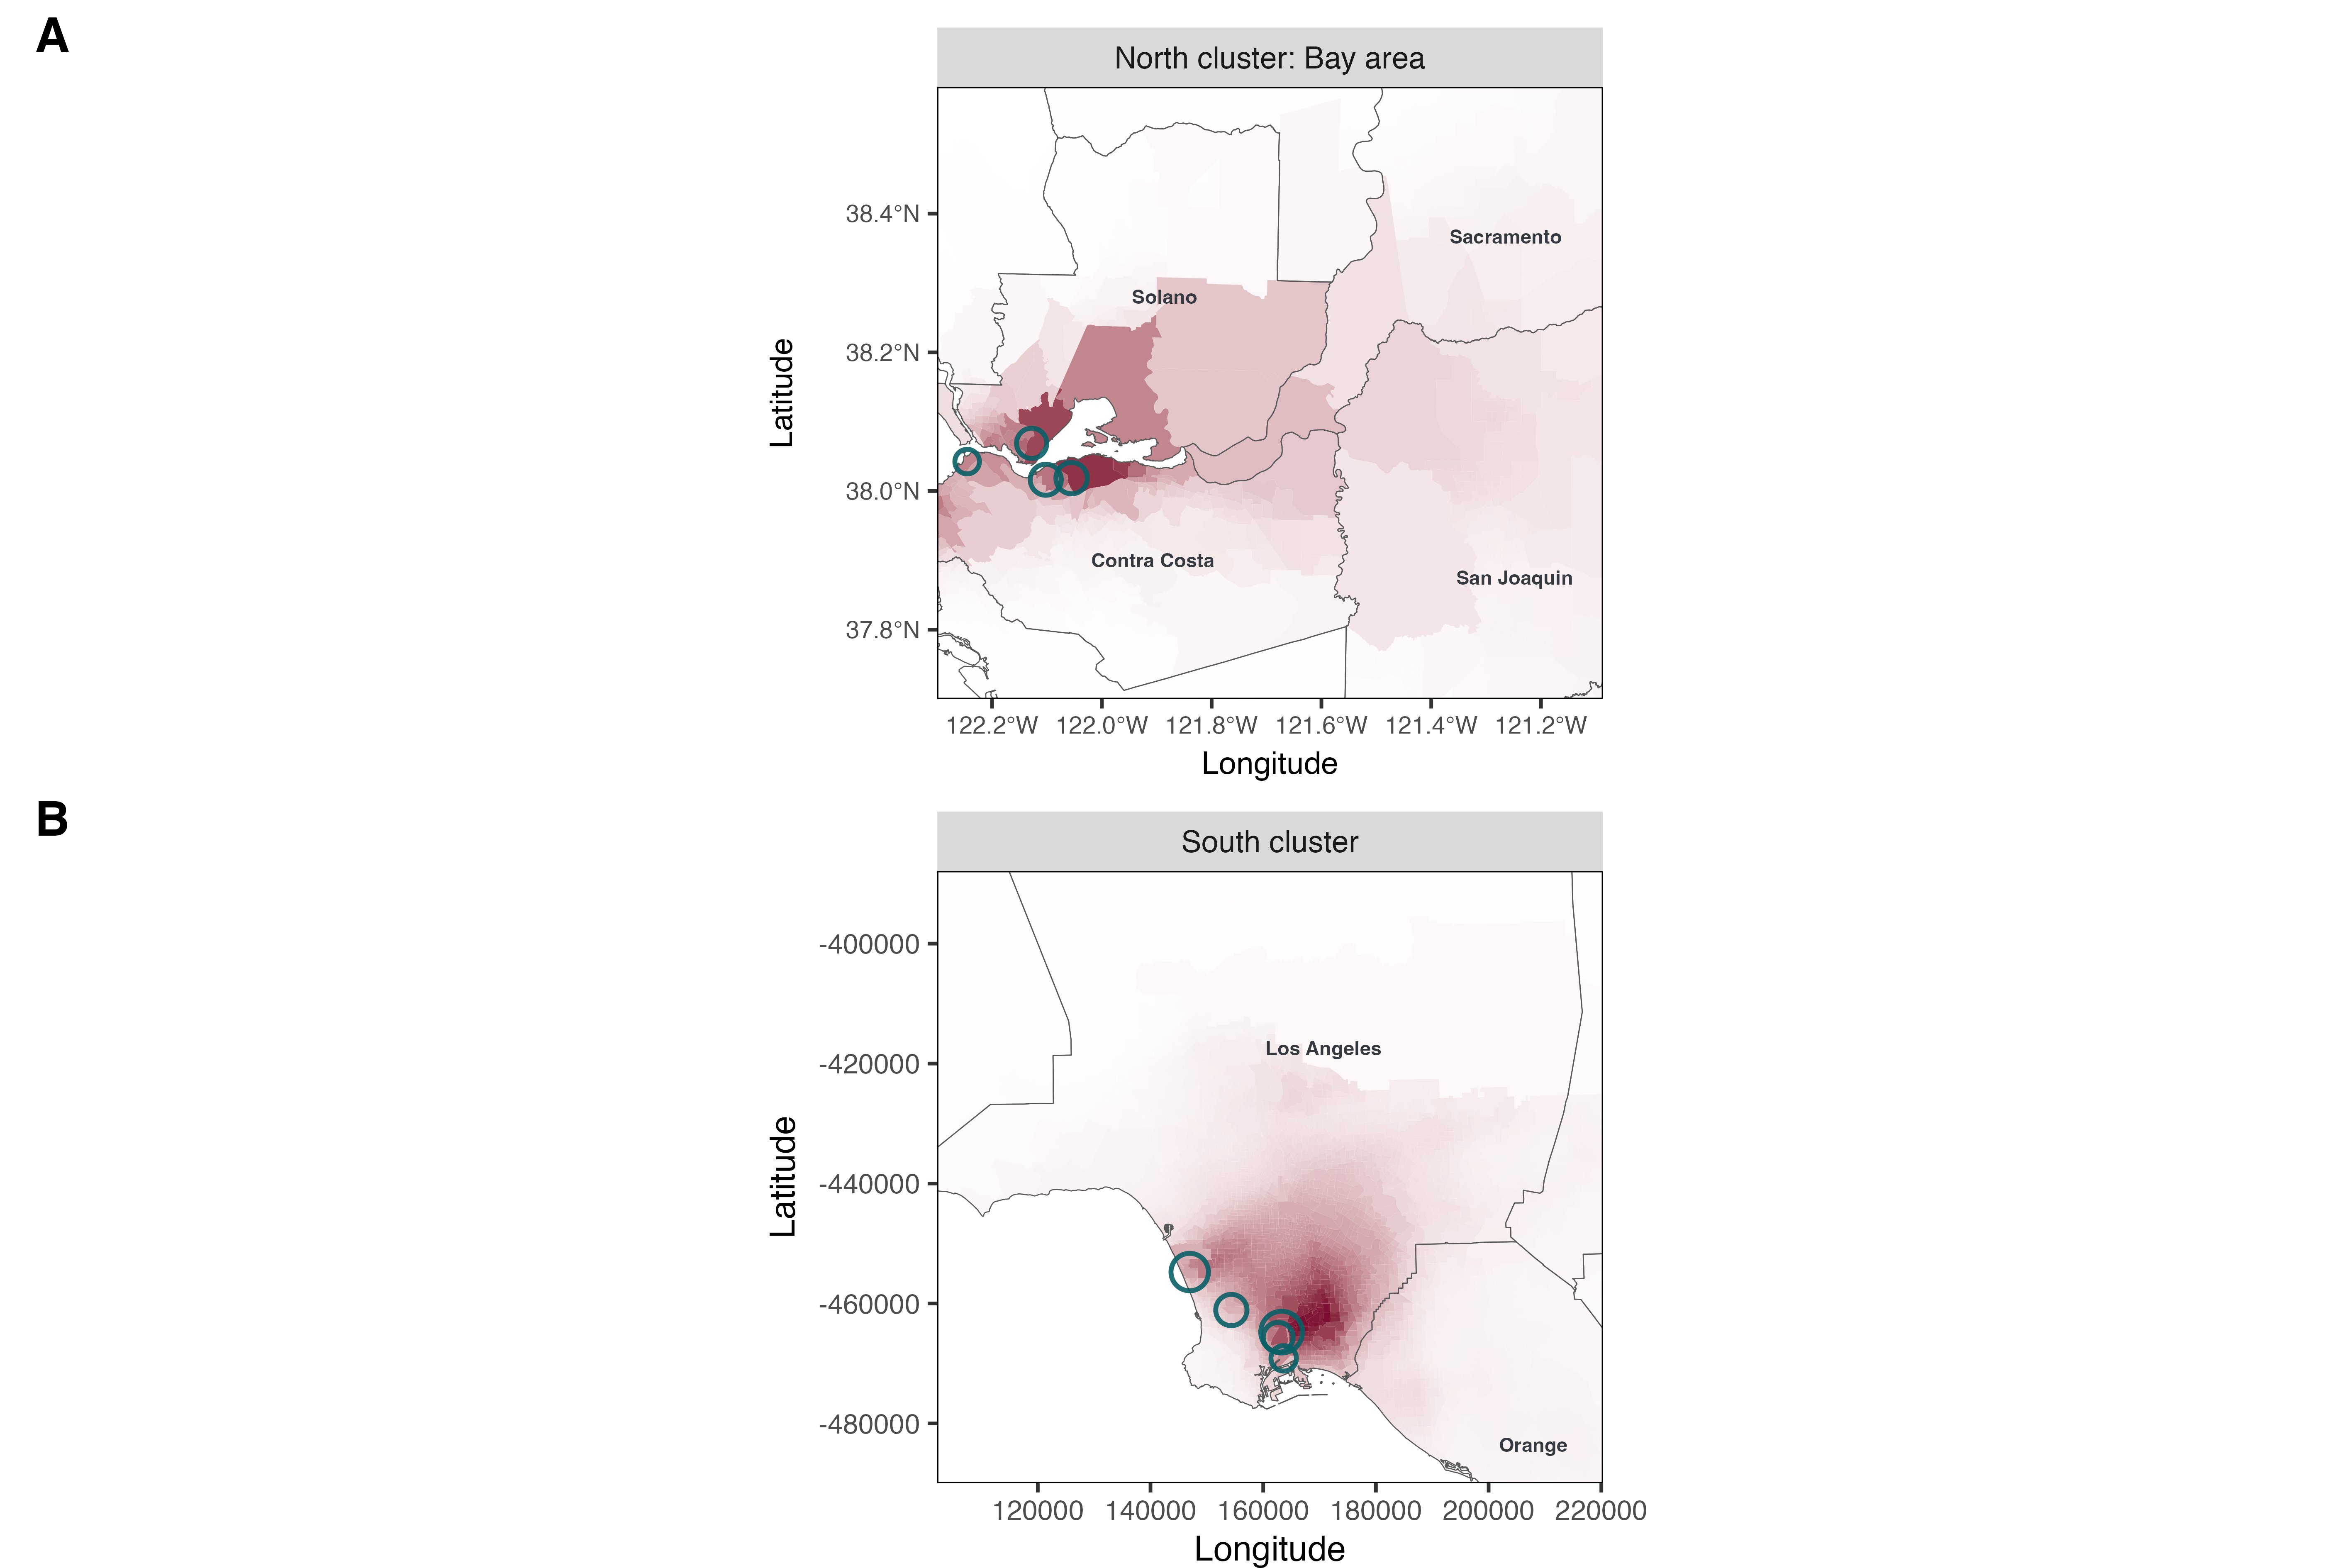 A
North cluster: Bay area
38.4°N
38.2°N
38.0°N
37.8°N
Latitude
Sacramento
Solano
Contra Costa
San Joaquin
122.2°W 122.0°W 121.8°W 121.6°W 121.4°W 121.2°W
Longitude
B
South cluster
-400000
-420000
-440000
-460000
-480000
Latitude
Los Angeles
Orange
120000 140000 160000 180000 200000 220000
Longitude